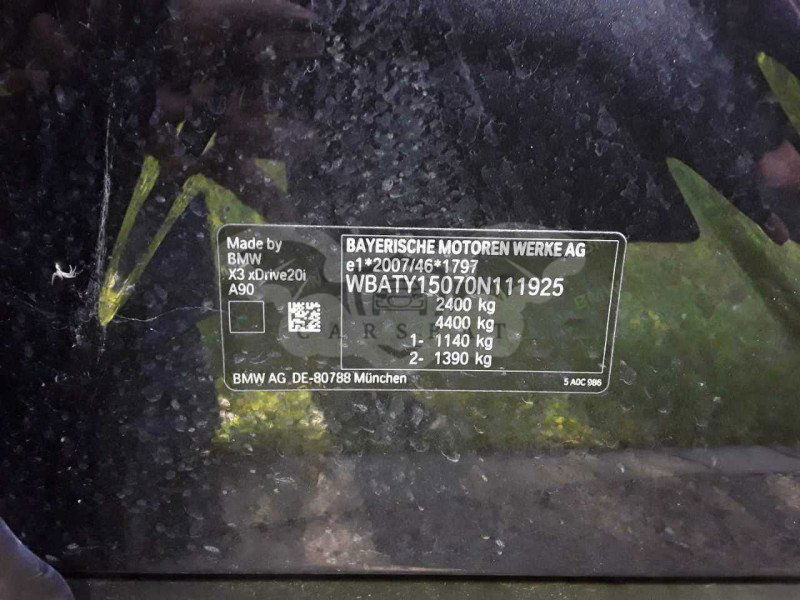 Made by
BMW
X3 xDrive20i
A90
BAYERISCHE MOTOREN WERKE AG
e1*2007/46*1797
WBATY15070N111925
2400 kg
4400 kg
1- 1140 kg
2- 1390 kg
BMW AG DE-80788 München
5 A0C 986
CARSEAT